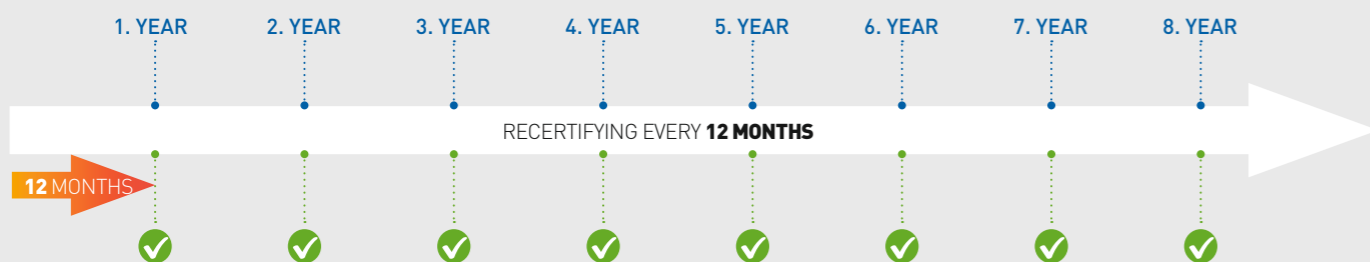 1. YEAR 2. YEAR 3. YEAR 4. YEAR 5. YEAR 6. YEAR 7. YEAR 8. YEAR
RECERTIFYING EVERY 12 MONTHS
12 MONTHS